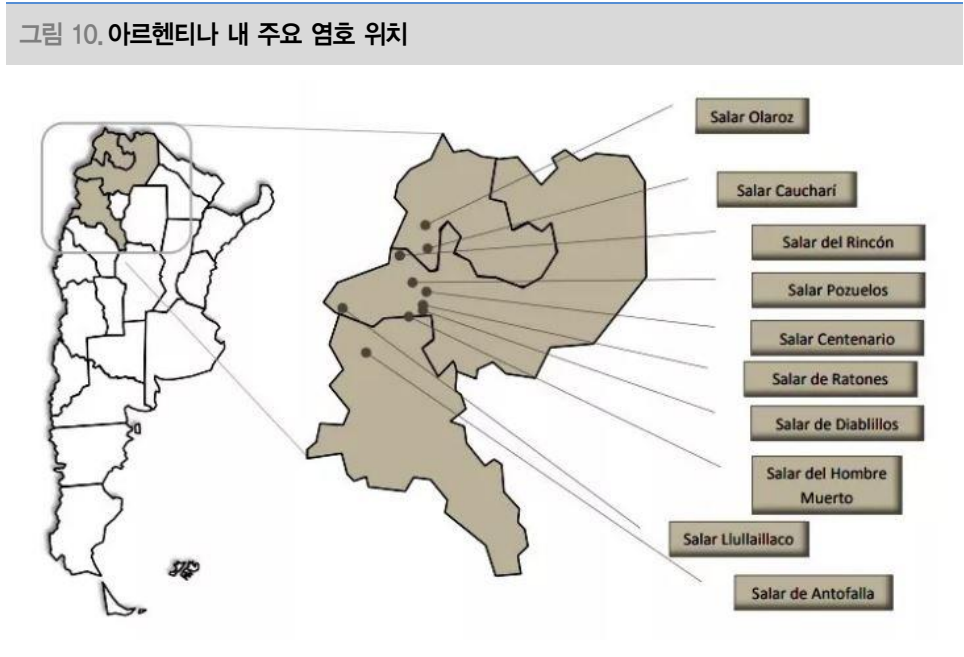 그림 10. 아르헨티나 내 주요 염호 위치
Salar Olaroz
Salar Cauchari
Salar del Rincón
Salar Pozuelos
Salar Centenario
Salar de Ratones
Salar de Diablillos
Salar del Hombre
Muerto
Salar Llullaillaco
Salar de Antofalla